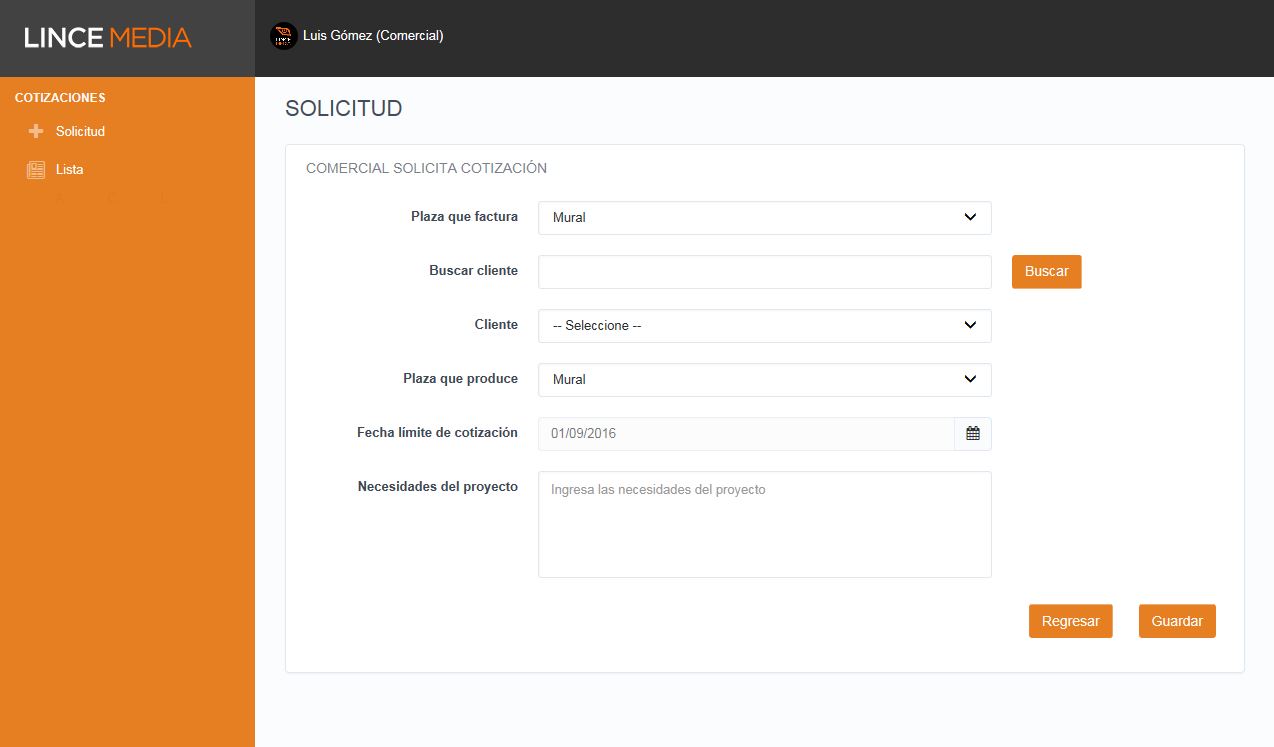 LINCE MEDIA
Luis Gómez (Comercial)
COTIZACIONES
Solicitud
Lista
SOLICITUD
COMERCIAL SOLICITA COTIZACIÓN
Plaza que factura
Mural
Buscar cliente
Buscar
Cliente
-- Seleccione --
Plaza que produce
Mural
Fecha límite de cotización
01/09/2016
Necesidades del proyecto
Ingresa las necesidades del proyecto
Regresar
Guardar